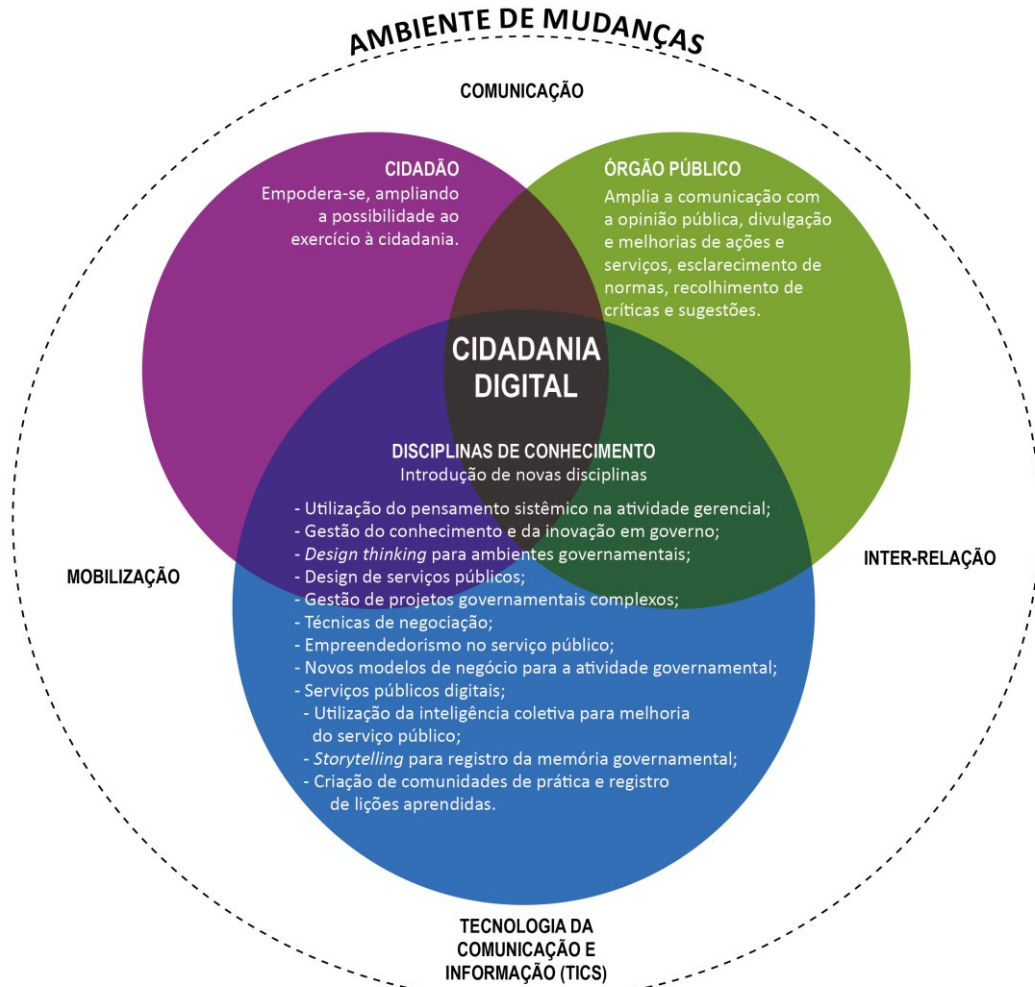 AMBIENTE DE MUDANÇAS
COMUNICAÇÃO
CIDADÃO
Empodera-se, ampliando
a possibilidade ao
exercício à cidadania.
ÓRGÃO PÚBLICO
Amplia a comunicação com
a opinião pública, divulgação
e melhorias de ações e
serviços, esclarecimento de
normas, recolhimento de
críticas e sugestões.
CIDADANIA
DIGITAL
DISCIPLINAS DE CONHECIMENTO
Introdução de novas disciplinas
- Utilização do pensamento sistêmico na atividade gerencial;
- Gestão do conhecimento e da inovação em governo;
- Design thinking para ambientes governamentais;
- Design de serviços públicos;
- Gestão de projetos governamentais complexos;
- Técnicas de negociação;
- Empreendedorismo no serviço público;
- Novos modelos de negócio para a atividade governamental;
- Serviços públicos digitais;
- Utilização da inteligência coletiva para melhoria
do serviço público;
- Storytelling para registro da memória governamental;
- Criação de comunidades de prática e registro
de lições aprendidas.
MOBILIZAÇÃO
INTER-RELAÇÃO
TECNOLOGIA DA
COMUNICAÇÃO E
INFORMAÇÃO (TICS)